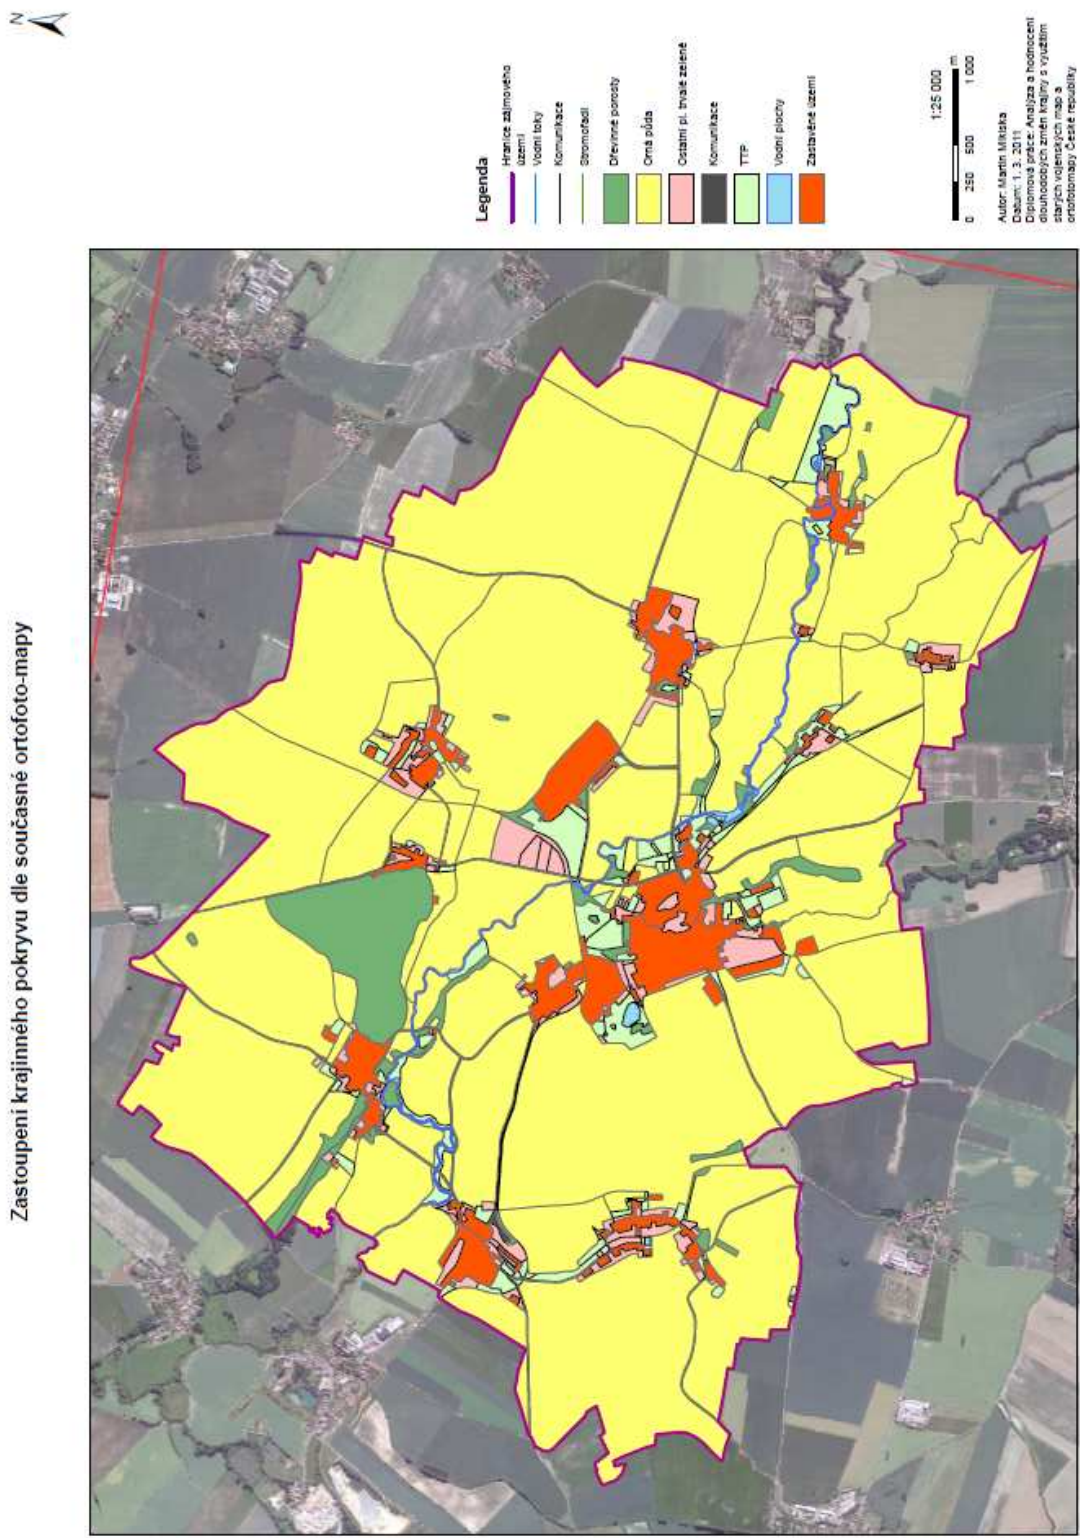 Zastoupení krajinného pokryvu dle současné ortofoto-mapy
N
Legenda
Hranice zájmového
území
Vodní toky
Komunikace
Stromořadí
Dřevinné porosty
Orná půda
Ostatní pl. trvale zelené
Komunikace
TTP
Vodní plochy
Zastavěné území
1:25 000
0 250 500 1 000
m
Autor: Martin Mikiska
Datum: 1. 3. 2011
Diplomová práce: Analýza a hodnocení
dlouhodobých změn krajiny s využitím
starých vojenských map a
ortofotomapy České republiky